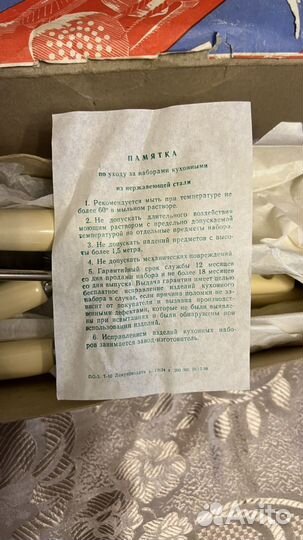 ПАМЯТКА
по уходу за наборами кухонными
из нержавеющей стали
1. Рекомендуется мыть при температуре не
более 60° в мыльном растворе.
2. Не допускать длительного воздействия
моющим раствором с предельно допускаемой
температурой на отдельные предметы набора.
3. Не допускать падений предметов с высо-
ты более 1,5 метра.
4. Не допускать механических повреждений.
5. Гарантийный срок службы 12 месяцев
со дня продажи набора и не более 18 месяцев
со дня выпуска. Выдача гарантии имеет целью
бесплатное исправление изделий кухонного
набора в случае, если причина поломки не за-
висит от покупателя и вызвана производствен-
ными дефектами, которые не были выявле-
ны при испытаниях и были обнаружены при
использовании изделий.
6. Исправлением изделий кухонных набо-
ров занимается завод-изготовитель.
Avito